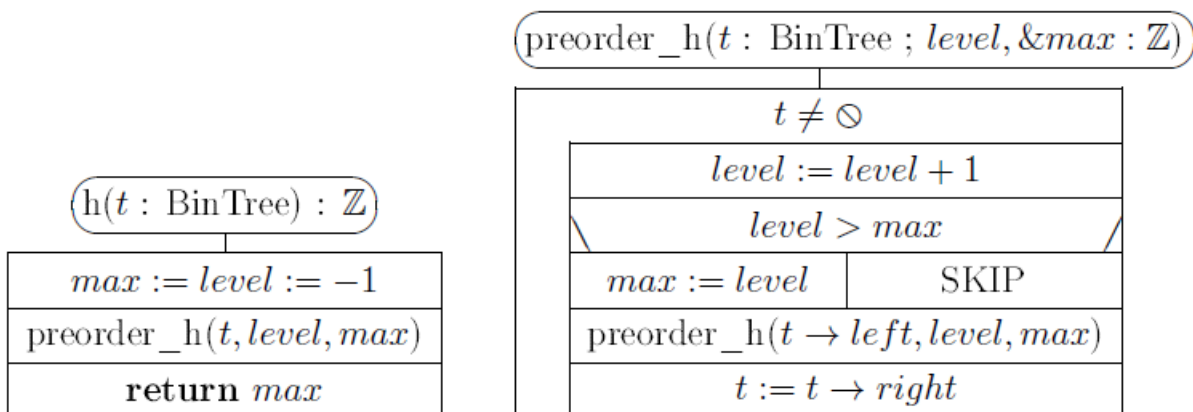 h(t : BinTree) : ℤ
max := level := −1
preorder_h(t, level, max)
return max
preorder_h(t : BinTree ; level, &max : ℤ)
t ≠ ⦸
level := level + 1
level > max
max := level
SKIP
preorder_h(t → left, level, max)
t := t → right